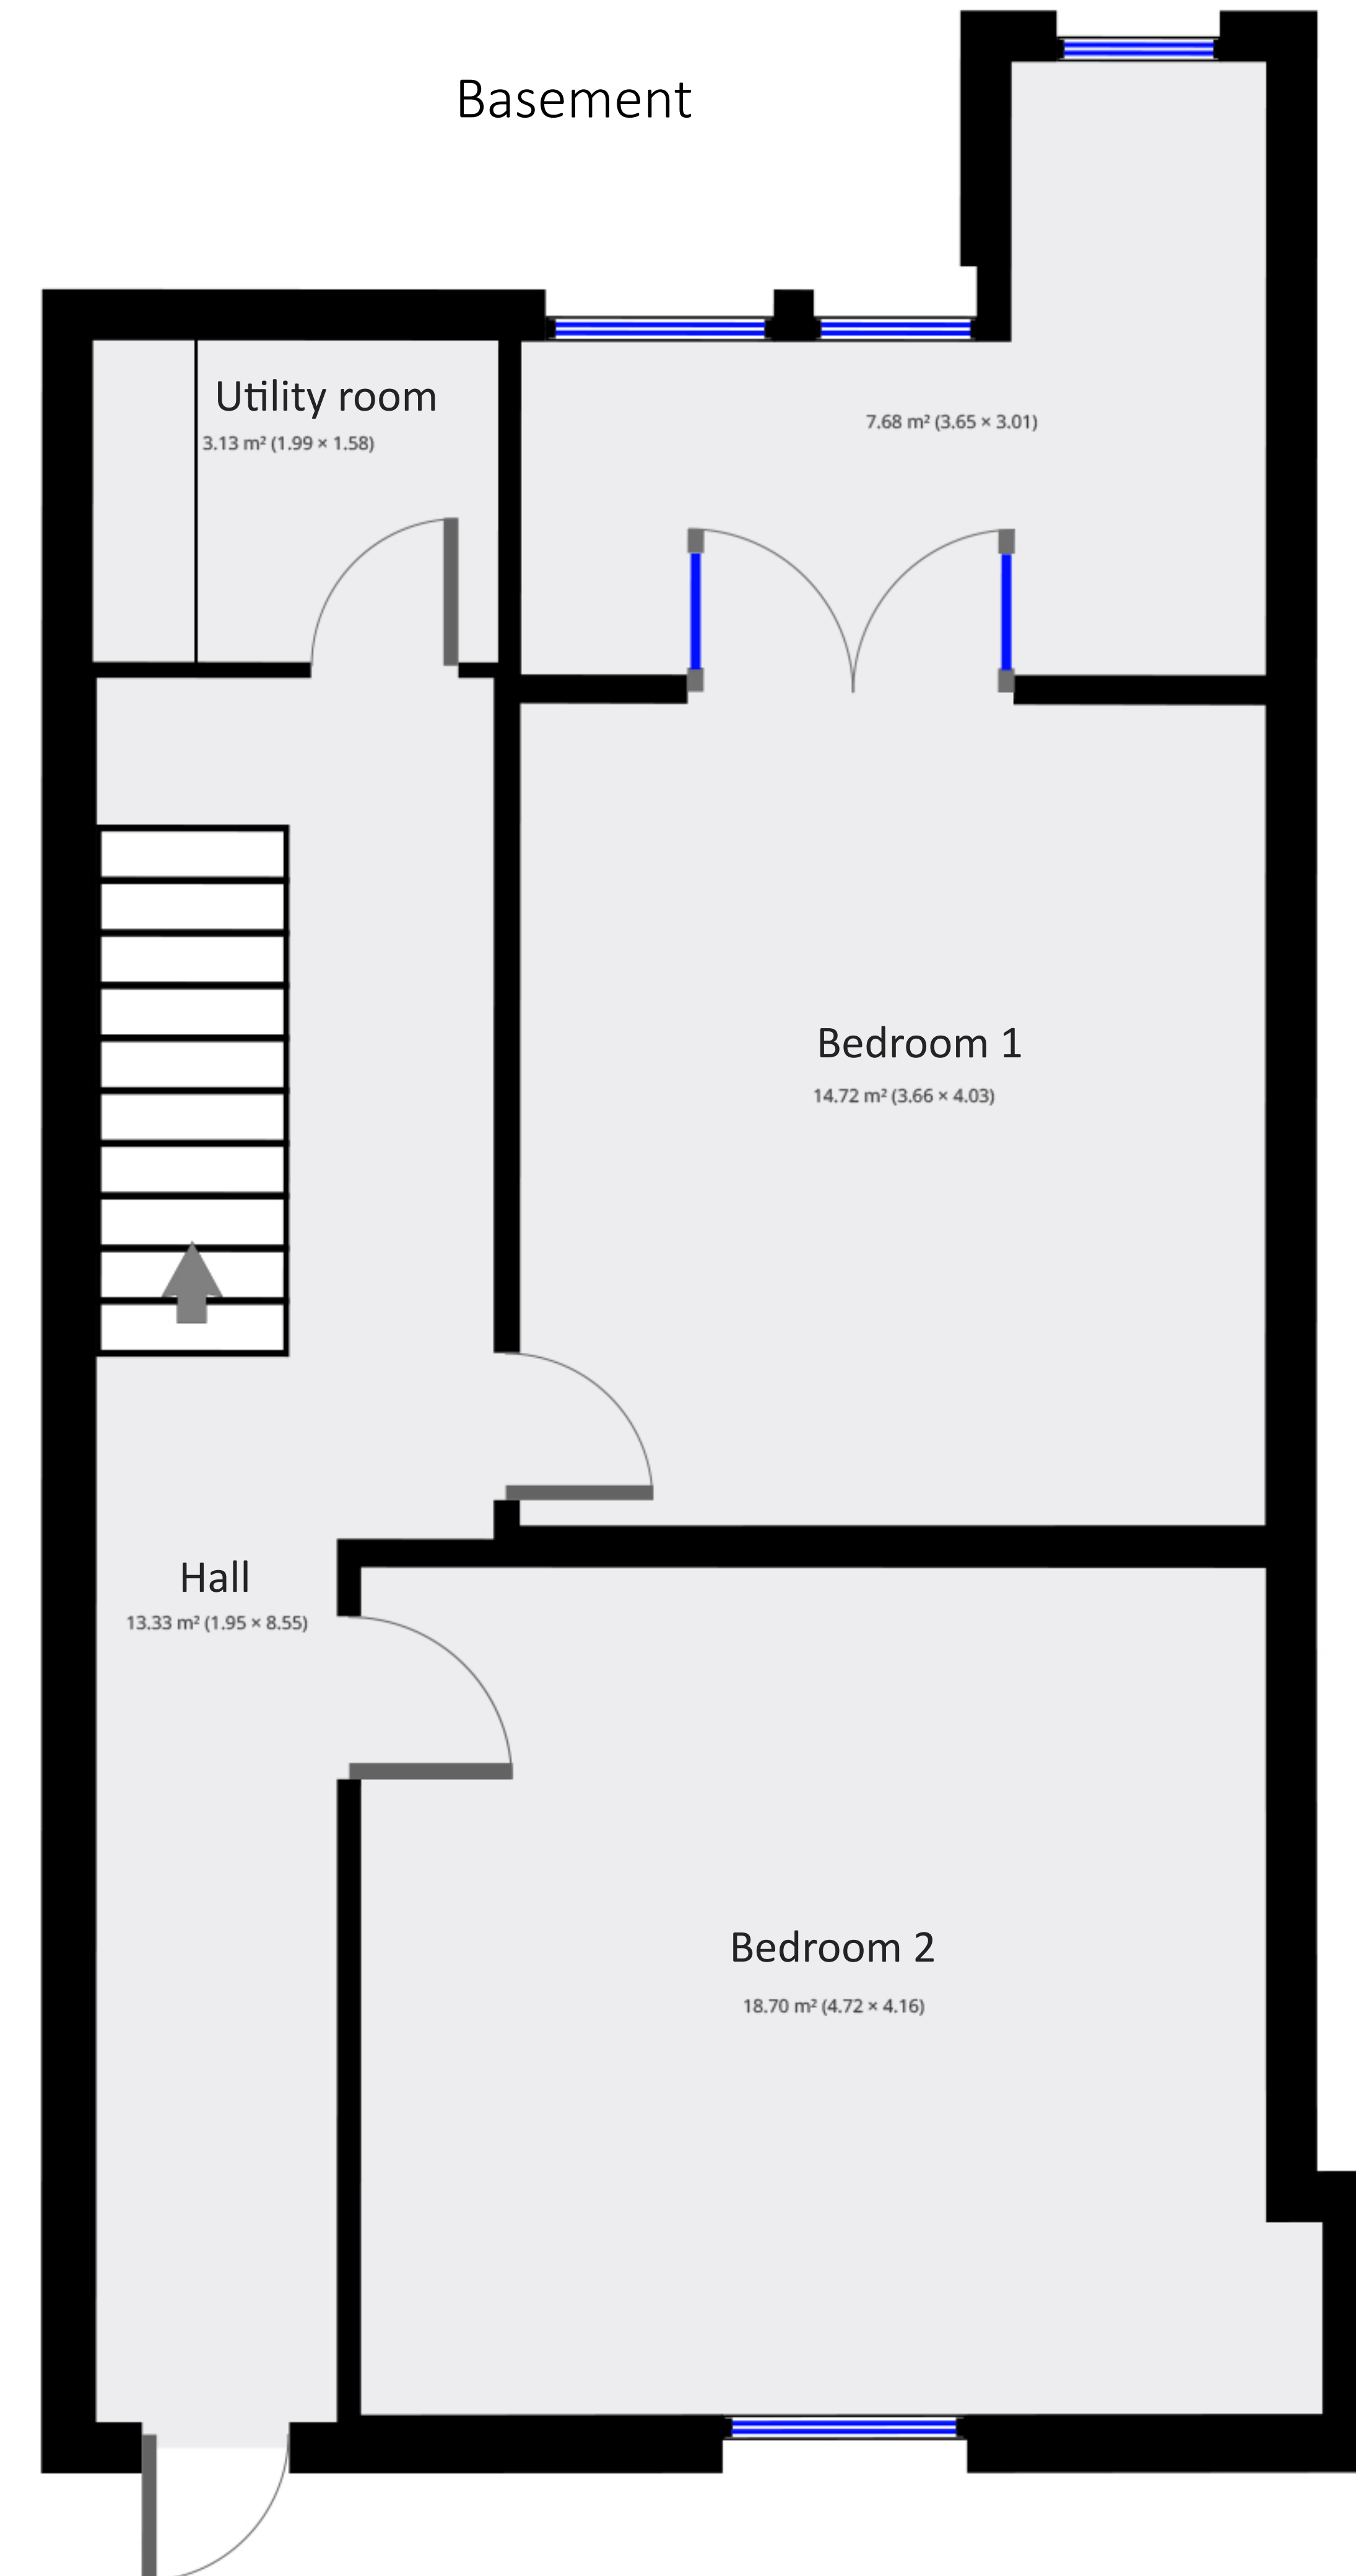 Basement
Utility room
3.13 m² (1.99 × 1.58)
7.68 m² (3.65 × 3.01)
Bedroom 1
14.72 m² (3.66 × 4.03)
Hall
13.33 m² (1.95 × 8.55)
Bedroom 2
18.70 m² (4.72 × 4.16)